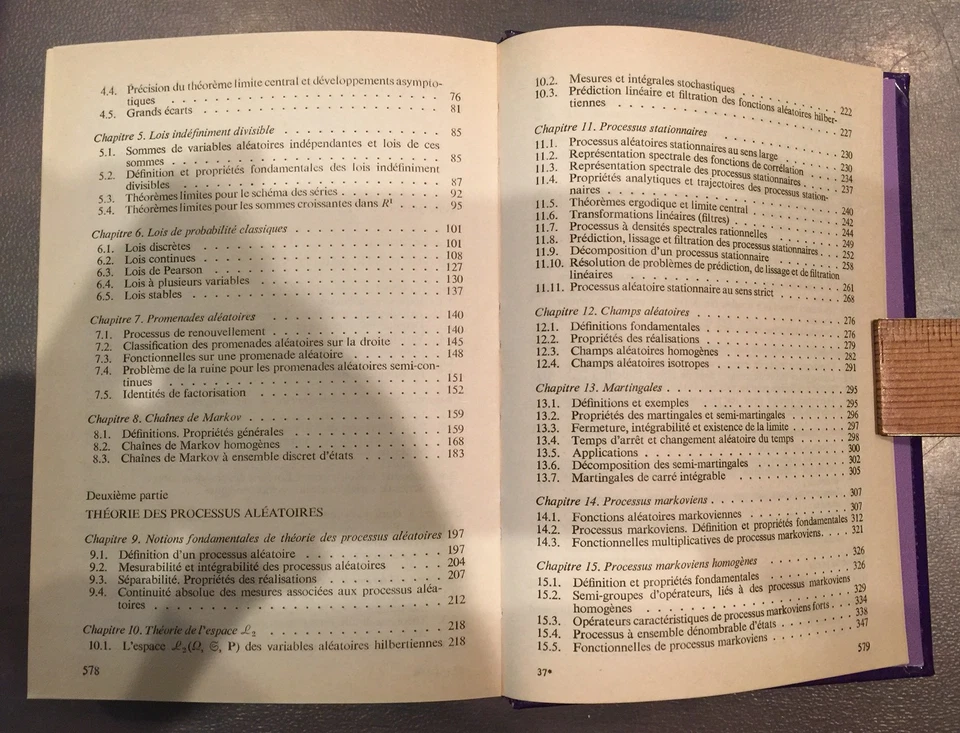 4.4. Précision du théorème limite central et développements asympto-
tiques . . . . . . . . . . . . . . . . . . . . 76
4.5. Grands écarts . . . . . . . . . . . . . . . . . . . . 81
Chapitre 5. Lois indéfiniment divisible . . . . . . . . . . . . 85
5.1. Sommes de variables aléatoires indépendantes et lois de ces
sommes . . . . . . . . . . . . . . . . . . . . 85
5.2. Définition et propriétés fondamentales des lois indéfiniment
divisibles . . . . . . . . . . . . . . . . . . . . 87
5.3. Théorèmes limites pour le schéma des séries . . . . . . . . 92
5.4. Théorèmes limites pour les sommes croissantes dans R¹ . . . . 95
Chapitre 6. Lois de probabilité classiques . . . . . . . . . . . . 101
6.1. Lois discrètes . . . . . . . . . . . . . . . . . . . . 101
6.2. Lois continues . . . . . . . . . . . . . . . . . . . . 108
6.3. Lois de Pearson . . . . . . . . . . . . . . . . . . . . 127
6.4. Lois à plusieurs variables . . . . . . . . . . . . . . . . 130
6.5. Lois stables . . . . . . . . . . . . . . . . . . . . 137
Chapitre 7. Promenades aléatoires . . . . . . . . . . . . . . 140
7.1. Processus de renouvellement . . . . . . . . . . . . . . 140
7.2. Classification des promenades aléatoires sur la droite . . . . 145
7.3. Fonctionnelles sur une promenade aléatoire . . . . . . . . 148
7.4. Problème de la ruine pour les promenades aléatoires semi-con-
tinues . . . . . . . . . . . . . . . . . . . . 151
7.5. Identités de factorisation . . . . . . . . . . . . . . . . 152
Chapitre 8. Chaînes de Markov . . . . . . . . . . . . . . . . 159
8.1. Définitions. Propriétés générales . . . . . . . . . . . . 159
8.2. Chaînes de Markov homogènes . . . . . . . . . . . . . . 168
8.3. Chaînes de Markov à ensemble discret d'états . . . . . . . 183
Deuxième partie
THÉORIE DES PROCESSUS ALÉATOIRES
Chapitre 9. Notions fondamentales de théorie des processus aléatoires 197
9.1. Définition d'un processus aléatoire . . . . . . . . . . . . 197
9.2. Mesurabilité et intégrabilité des processus aléatoires . . . . 204
9.3. Séparabilité. Propriétés des réalisations . . . . . . . . . . 207
9.4. Continuité absolue des mesures associées aux processus aléa-
toires . . . . . . . . . . . . . . . . . . . . 212
Chapitre 10. Théorie de l'espace ℒ₂ . . . . . . . . . . . . . . 218
10.1. L'espace ℒ₂(Ω, 𝔖, P) des variables aléatoires hilbertiennes 218
578
10.2. Mesures et intégrales stochastiques . . . . . . . . . . 222
10.3. Prédiction linéaire et filtration des fonctions aléatoires hilber-
tiennes . . . . . . . . . . . . . . . . . . . . 227
Chapitre 11. Processus stationnaires . . . . . . . . . . . . 230
11.1. Processus aléatoires stationnaires au sens large . . . . . . 230
11.2. Représentation spectrale des fonctions de corrélation . . . . 234
11.3. Représentation spectrale des processus stationnaires . . . . 237
11.4. Propriétés analytiques et trajectoires des processus station-
naires . . . . . . . . . . . . . . . . . . . . 240
11.5. Théorèmes ergodique et limite central . . . . . . . . . . 242
11.6. Transformations linéaires (filtres) . . . . . . . . . . . . 244
11.7. Processus à densités spectrales rationnelles . . . . . . . . 249
11.8. Prédiction, lissage et filtration des processus stationnaires . . . 252
11.9. Décomposition d'un processus stationnaire . . . . . . . . 258
11.10. Résolution de problèmes de prédiction, de lissage et de filtration
linéaires . . . . . . . . . . . . . . . . . . . . 261
11.11. Processus aléatoire stationnaire au sens strict . . . . . . . 268
Chapitre 12. Champs aléatoires . . . . . . . . . . . . . . 276
12.1. Définitions fondamentales . . . . . . . . . . . . . . 276
12.2. Propriétés des réalisations . . . . . . . . . . . . . . 279
12.3. Champs aléatoires homogènes . . . . . . . . . . . . . . 282
12.4. Champs aléatoires isotropes . . . . . . . . . . . . . . 291
Chapitre 13. Martingales . . . . . . . . . . . . . . . . 295
13.1. Définitions et exemples . . . . . . . . . . . . . . . . 295
13.2. Propriétés des martingales et semi-martingales . . . . . . . 296
13.3. Fermeture, intégrabilité et existence de la limite . . . . . . 297
13.4. Temps d'arrêt et changement aléatoire du temps . . . . . . 298
13.5. Applications . . . . . . . . . . . . . . . . . . . . 300
13.6. Décomposition des semi-martingales . . . . . . . . . . 302
13.7. Martingales de carré intégrable . . . . . . . . . . . . 305
Chapitre 14. Processus markoviens . . . . . . . . . . . . 307
14.1. Fonctions aléatoires markoviennes . . . . . . . . . . . . 307
14.2. Processus markoviens. Définition et propriétés fondamentales 312
14.3. Fonctionnelles multiplicatives de processus markoviens. . . . 321
Chapitre 15. Processus markoviens homogènes . . . . . . . . 326
15.1. Définition et propriétés fondamentales . . . . . . . . . . 326
15.2. Semi-groupes d'opérateurs, liés à des processus markoviens
homogènes . . . . . . . . . . . . . . . . . . . . 329
15.3. Opérateurs caractéristiques de processus markoviens forts . . . 334
15.4. Processus à ensemble dénombrable d'états . . . . . . . . 338
15.5. Fonctionnelles de processus markoviens . . . . . . . . . . 347
37*
579